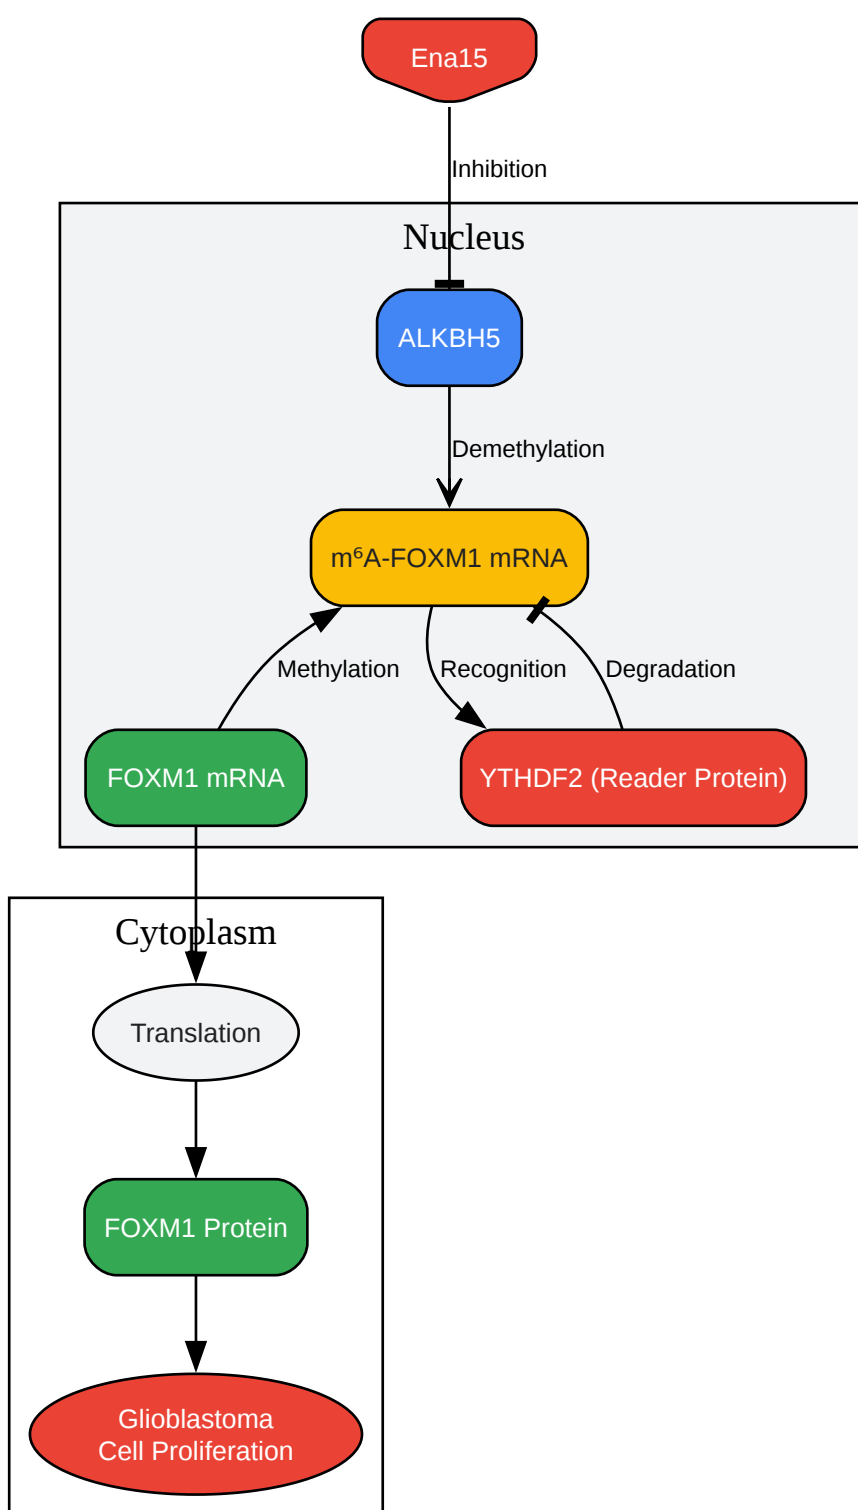 Ena15
Inhibition
Nucleus
ALKBH5
Demethylation
m⁶A-FOXM1 mRNA
Methylation
Recognition
Degradation
FOXM1 mRNA
YTHDF2 (Reader Protein)
Cytoplasm
Translation
FOXM1 Protein
Glioblastoma
Cell Proliferation